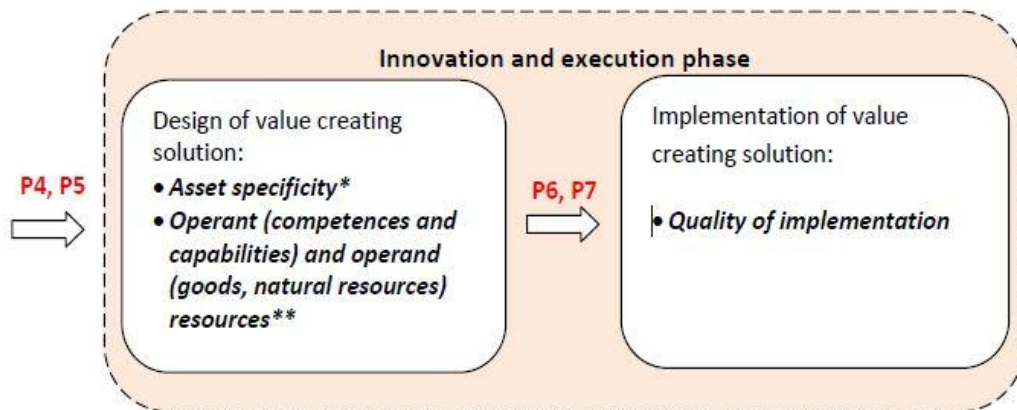 Innovation and execution phase
P4, P5
Design of value creating
solution:
• Asset specificity*
• Operant (competences and
capabilities) and operand
(goods, natural resources)
resources**
P6, P7
Implementation of value
creating solution:
• Quality of implementation